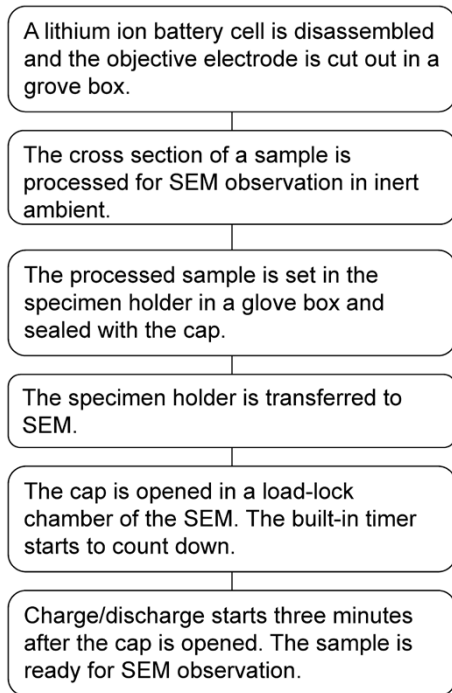 A lithium ion battery cell is disassembled
and the objective electrode is cut out in a
grove box.
The cross section of a sample is
processed for SEM observation in inert
ambient.
The processed sample is set in the
specimen holder in a glove box and
sealed with the cap.
The specimen holder is transferred to
SEM.
The cap is opened in a load-lock
chamber of the SEM. The built-in timer
starts to count down.
Charge/discharge starts three minutes
after the cap is opened. The sample is
ready for SEM observation.